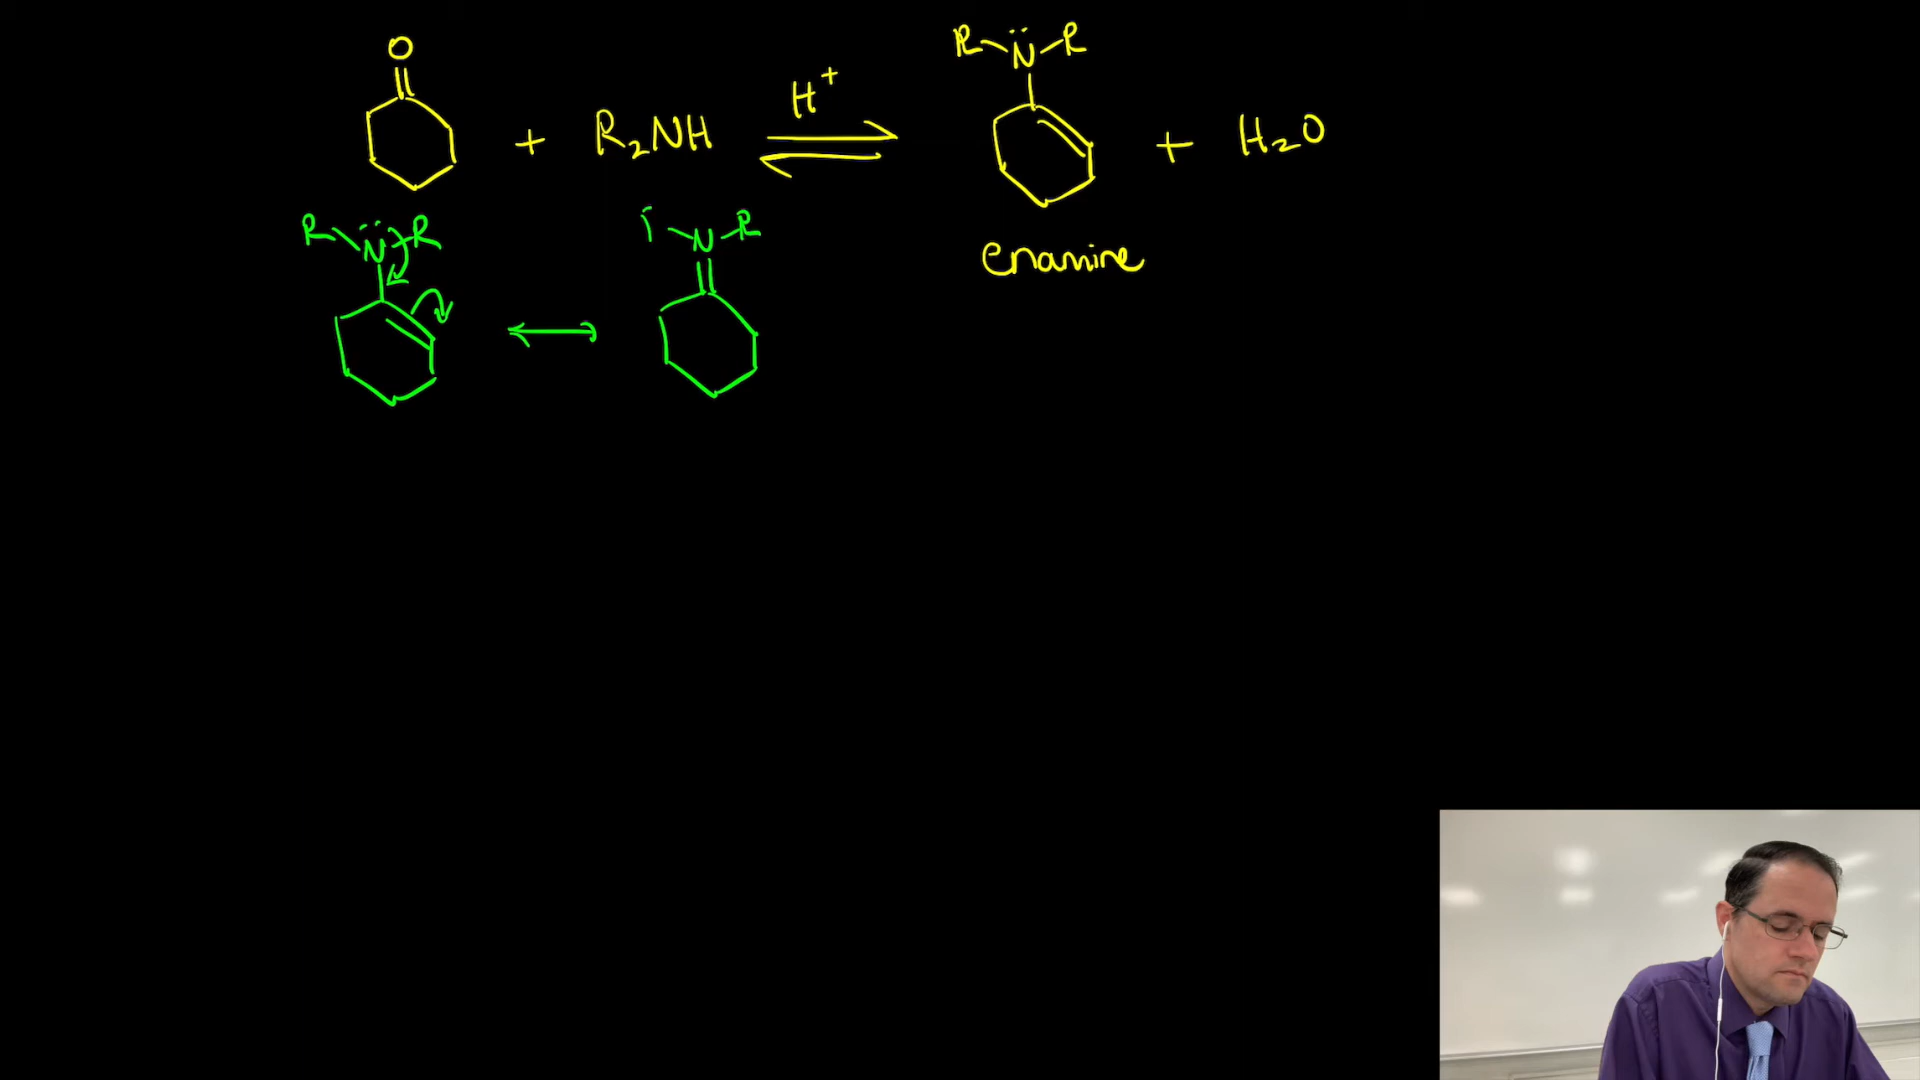 O
R N R
+ R₂NH H⁺ + H₂O
R N R N R
enamine